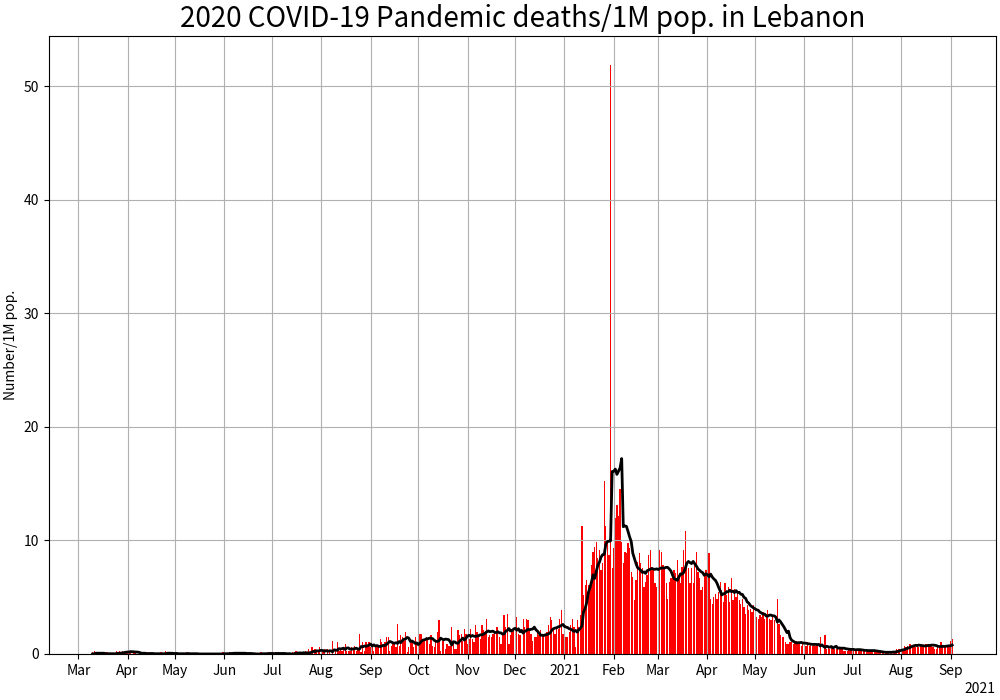 2020 COVID-19 Pandemic deaths/1M pop. in Lebanon
50
40
30
20
10
0
Number/1M pop.
Mar Apr May Jun Jul Aug Sep Oct Nov Dec 2021 Feb Mar Apr May Jun Jul Aug Sep
2021